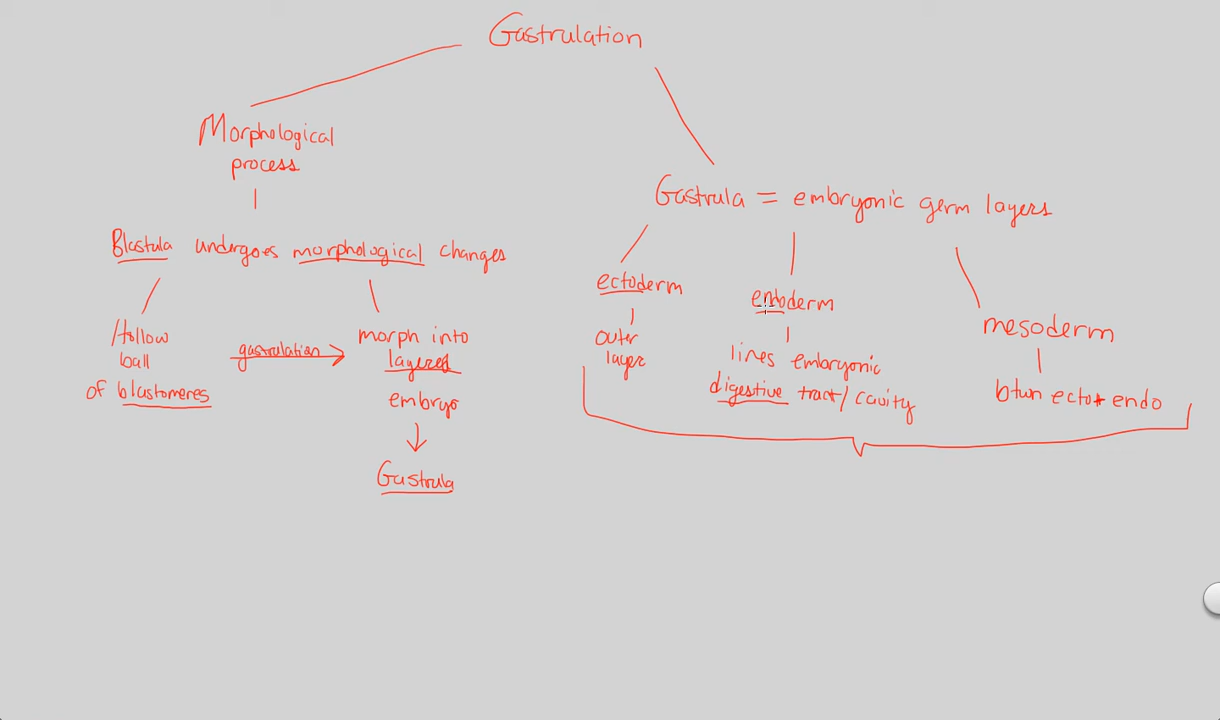 Gastrulation
Morphological
process
Blastula undergoes morphological changes
Hollow
ball
of blastomeres
gastrulation
morph into
layered
embryo
Gastrula
Gastrula = embryonic germ layers
ectoderm
outer
layer
endoderm
lines embryonic
digestive tract/cavity
mesoderm
btwn ecto + endo